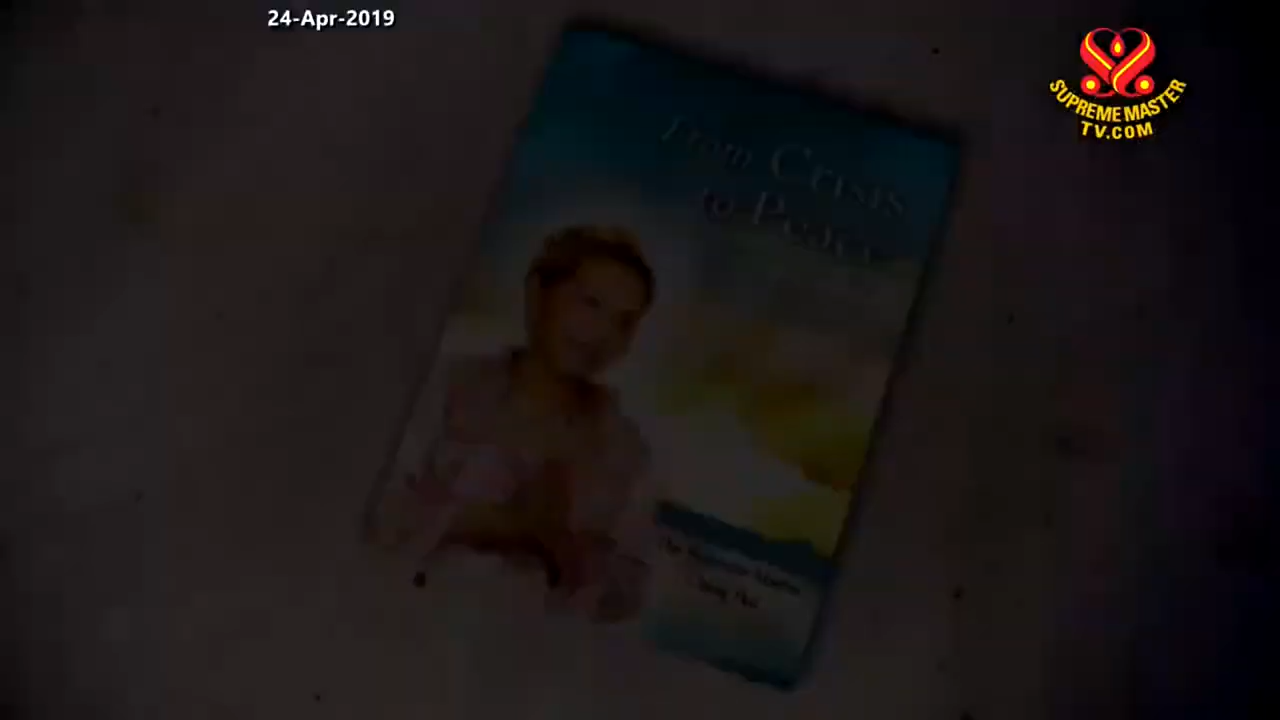 24-Apr-2019
SUPREME MASTER
TV.COM
From Crisis
to Peace